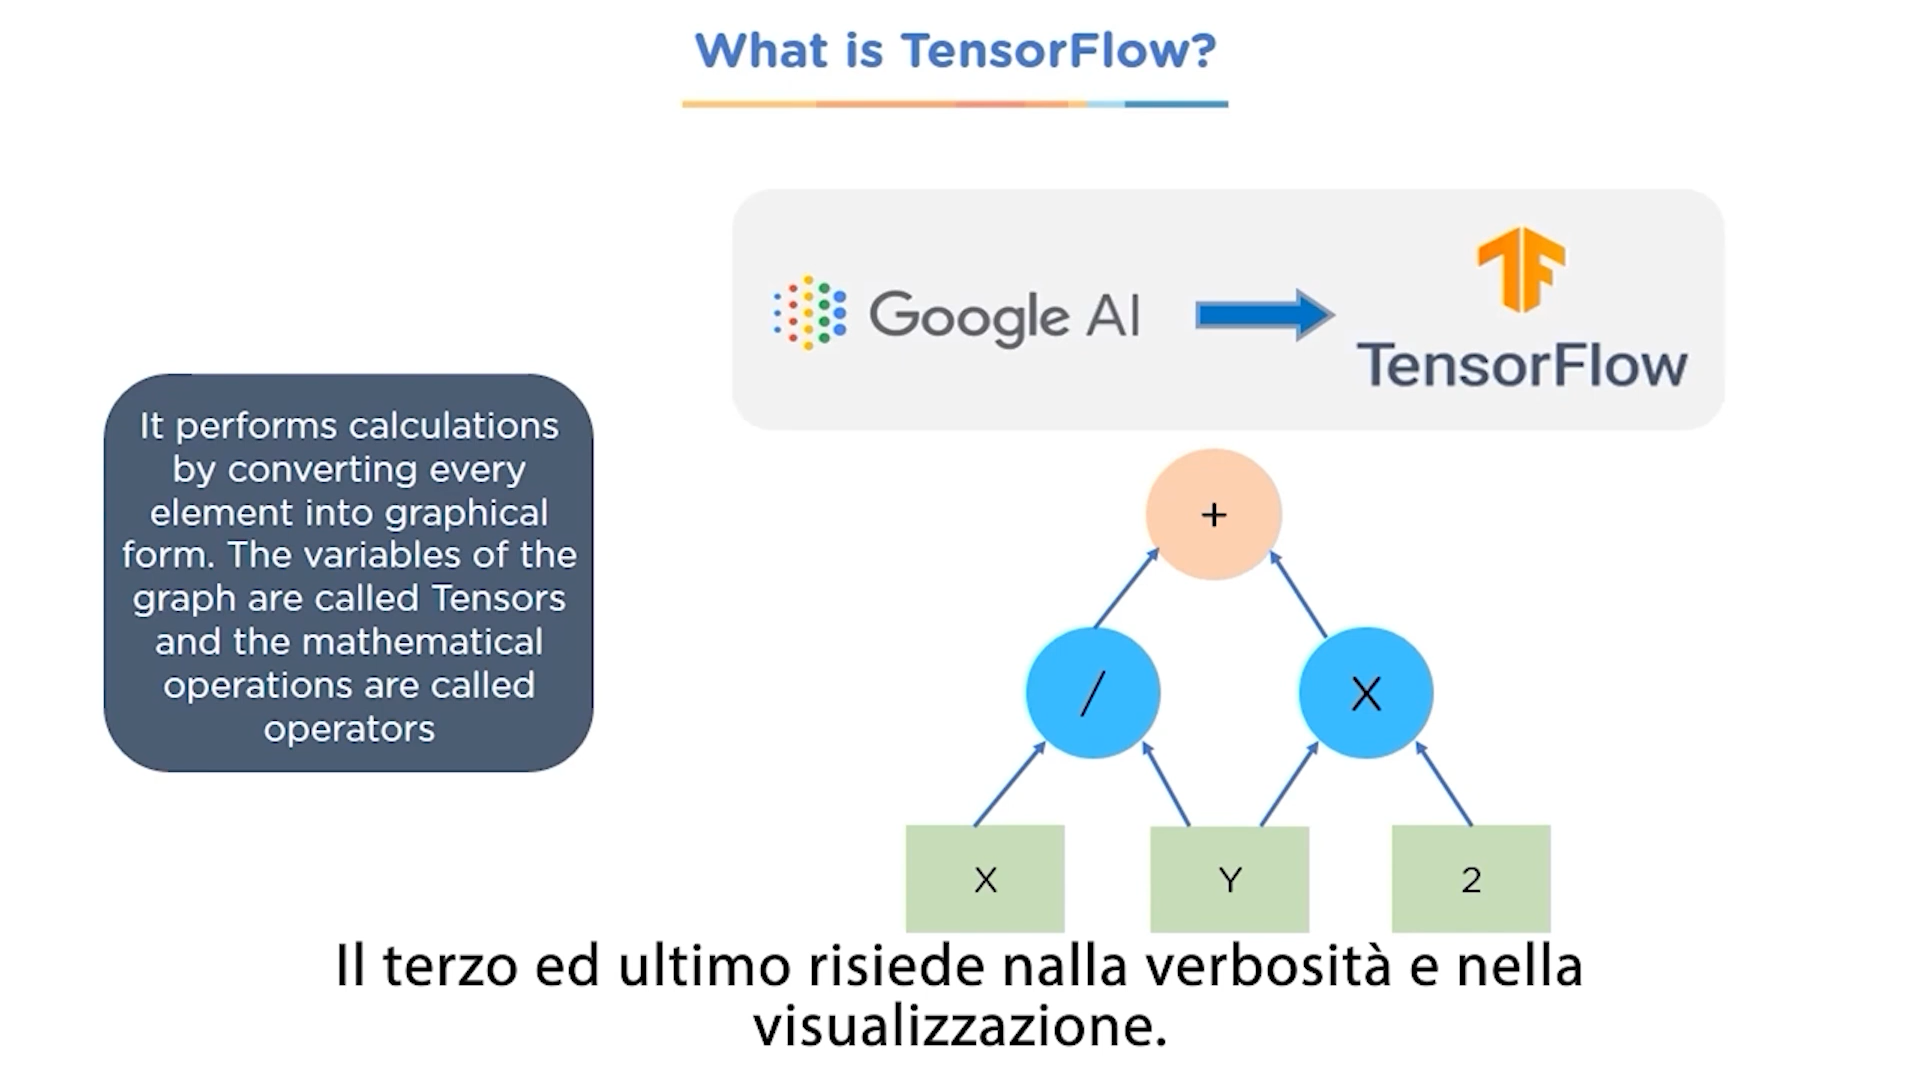 What is TensorFlow?
Google AI
TensorFlow
It performs calculations
by converting every
element into graphical
form. The variables of the
graph are called Tensors
and the mathematical
operations are called
operators
+
/
X
X
Y
2
Il terzo ed ultimo risiede nalla verbosità e nella
visualizzazione.